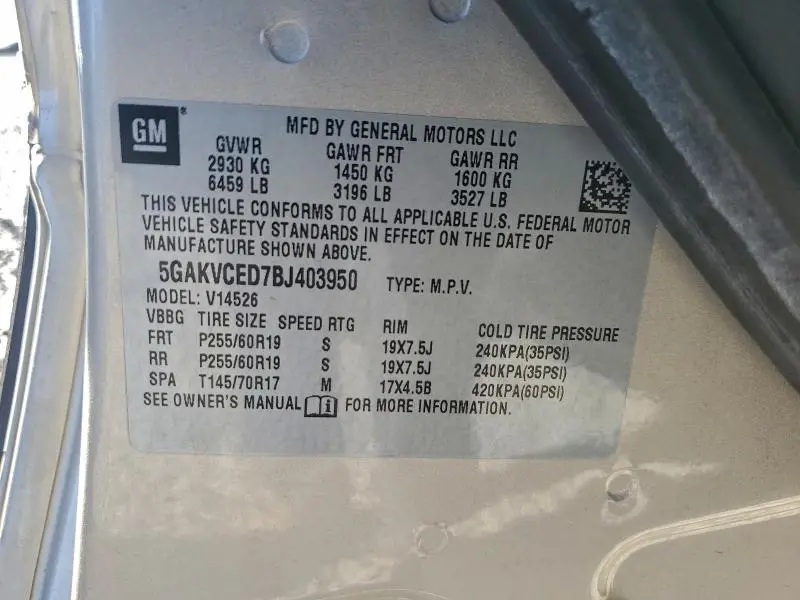 GM®
MFD BY GENERAL MOTORS LLC
GVWR GAWR FRT GAWR RR
2930 KG 1450 KG 1600 KG
6459 LB 3196 LB 3527 LB
THIS VEHICLE CONFORMS TO ALL APPLICABLE U.S. FEDERAL MOTOR
VEHICLE SAFETY STANDARDS IN EFFECT ON THE DATE OF
MANUFACTURE SHOWN ABOVE.
5GAKVCED7BJ403950 TYPE: M.P.V.
MODEL: V14526
VBBG TIRE SIZE SPEED RTG RIM COLD TIRE PRESSURE
FRT P255/60R19 S 19X7.5J 240KPA(35PSI)
RR P255/60R19 S 19X7.5J 240KPA(35PSI)
SPA T145/70R17 M 17X4.5B 420KPA(60PSI)
SEE OWNER'S MANUAL i FOR MORE INFORMATION.